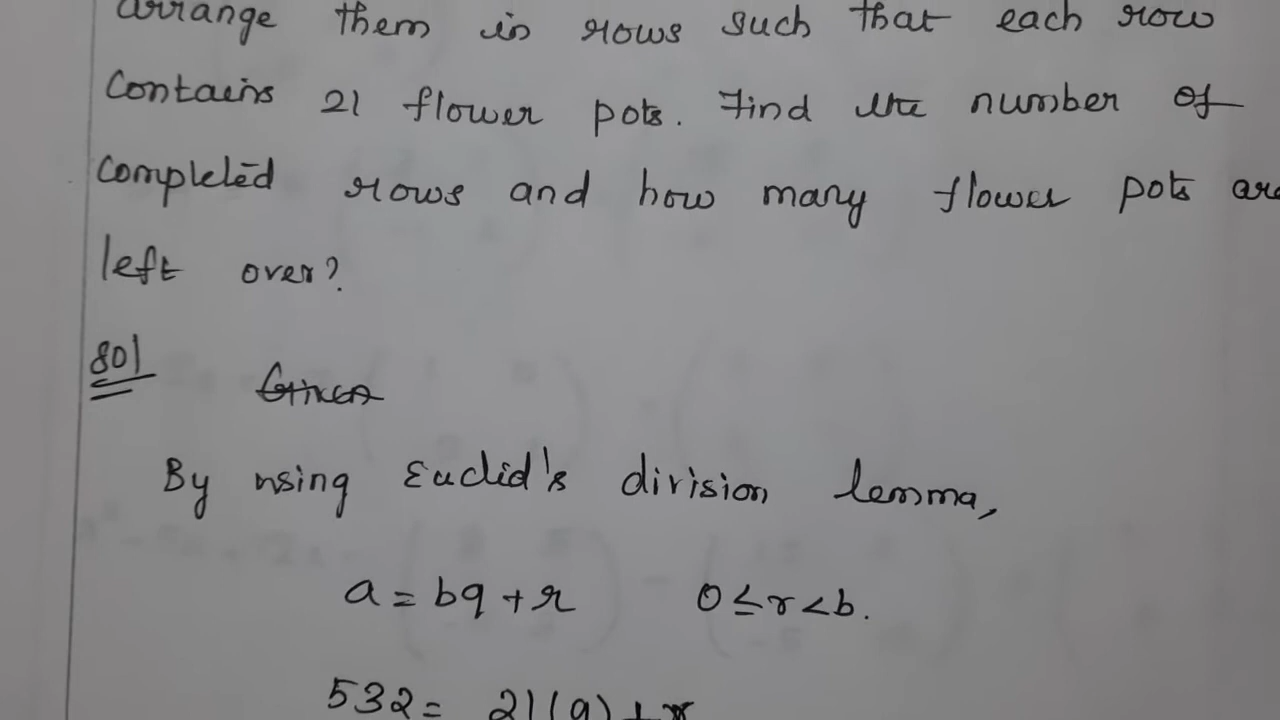 arrange them in rows such that each row
Contains 21 flower pots. Find the number of
completed rows and how many flower pots are
left over?
Sol
Given
By using Euclid's division lemma,
a = bq + r 0 ≤ r < b.
532 = 21(q) + r